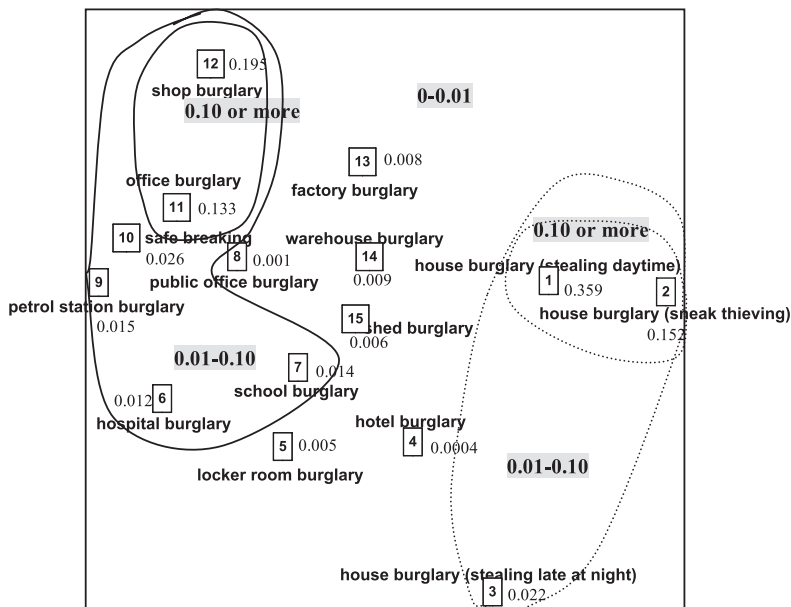 12
0.195
shop burglary
0.10 or more
0-0.01
13
0.008
factory burglary
office burglary
11
0.133
10
safe breaking
0.026
8
0.001
public office burglary
warehouse burglary
14
0.009
0.10 or more
house burglary (stealing daytime)
1
0.359
2
house burglary (sneak thieving)
0.152
9
petrol station burglary
0.015
15
shed burglary
0.006
0.01-0.10
7
0.014
school burglary
0.012
6
hospital burglary
hotel burglary
4
0.0004
5
0.005
locker room burglary
0.01-0.10
house burglary (stealing late at night)
3
0.022